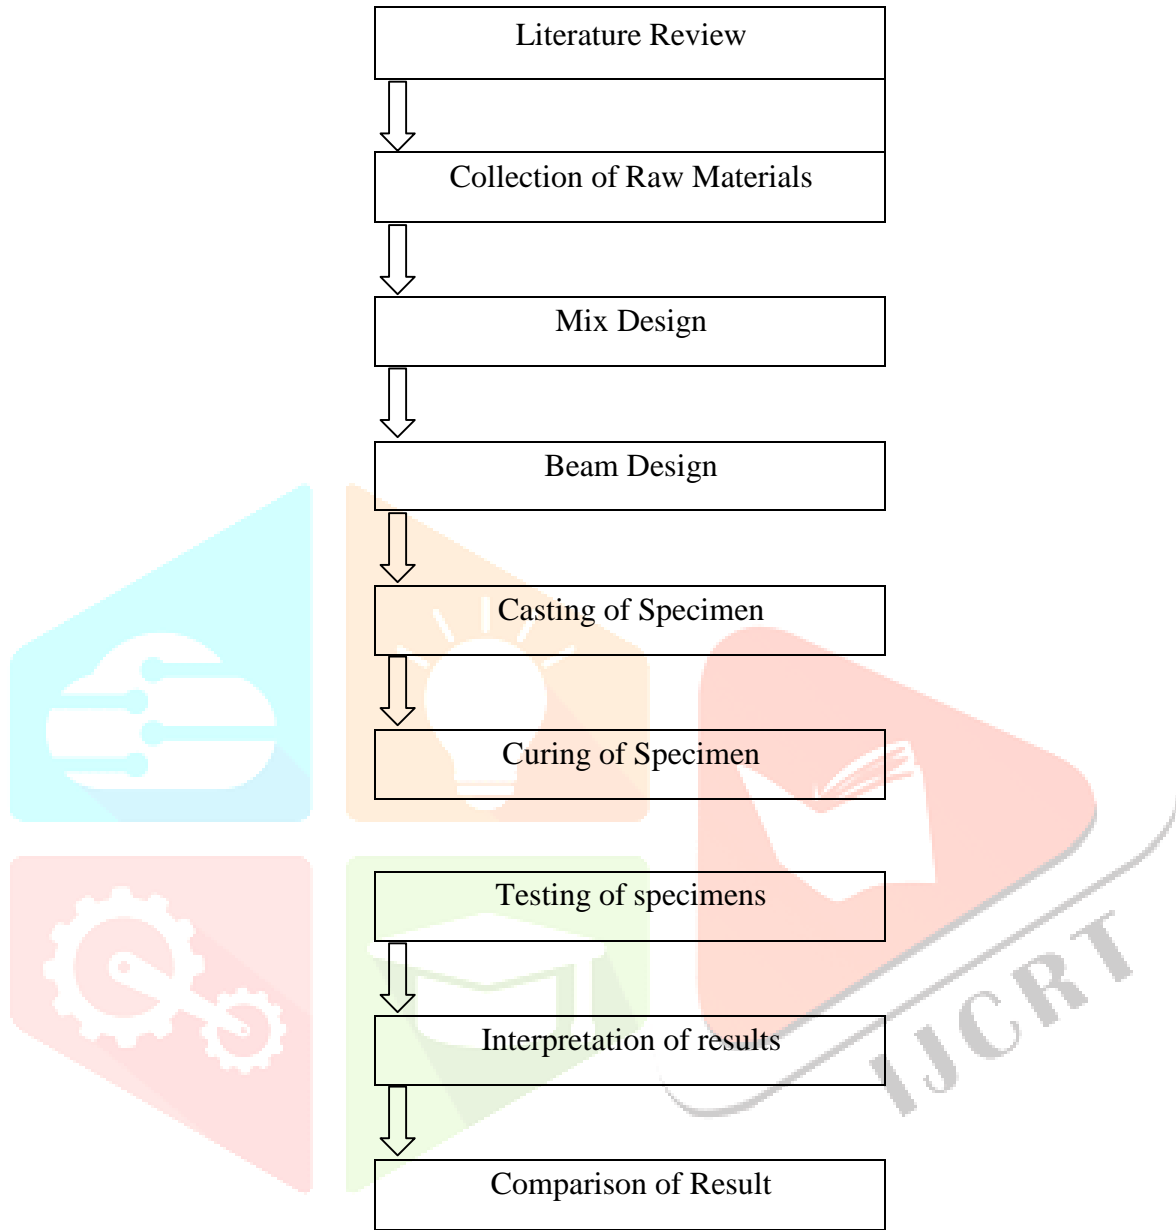 Literature Review
Collection of Raw Materials
Mix Design
Beam Design
Casting of Specimen
Curing of Specimen
Testing of specimens
Interpretation of results
Comparison of Result
IJCRT